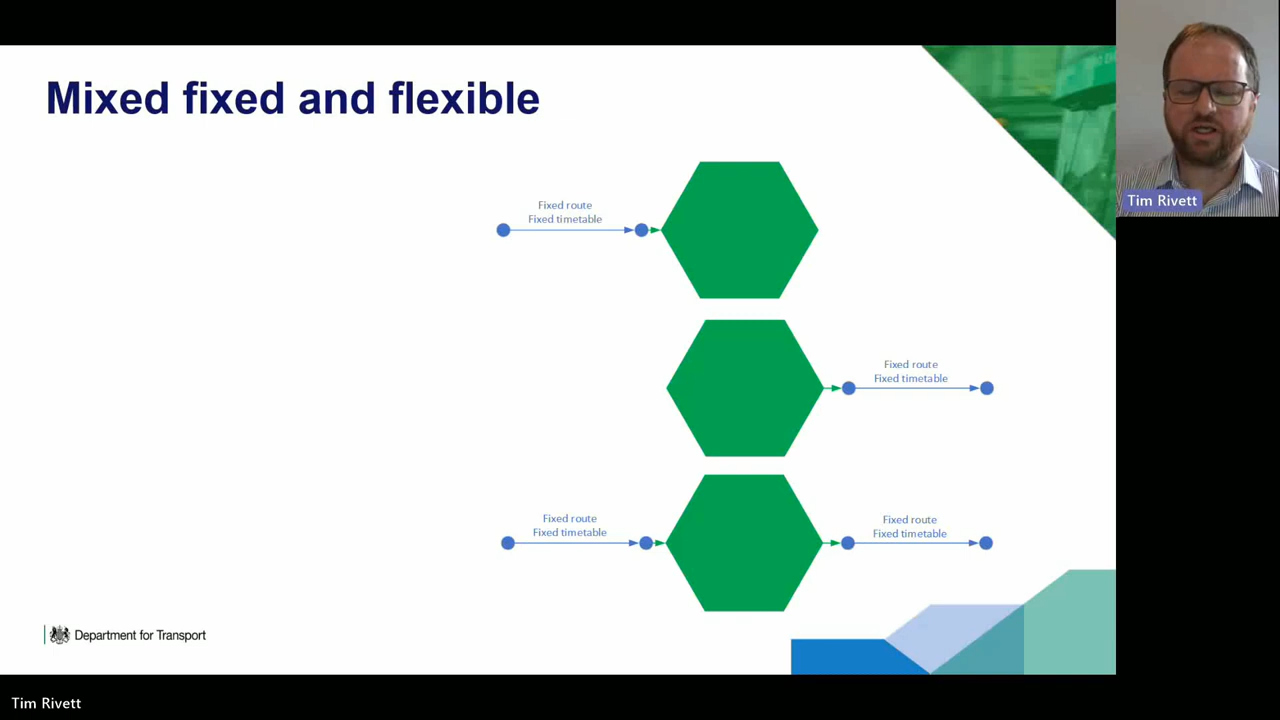 Mixed fixed and flexible
Tim Rivett
Fixed route
Fixed timetable
Fixed route
Fixed timetable
Fixed route
Fixed timetable
Fixed route
Fixed timetable
Department for Transport
Tim Rivett